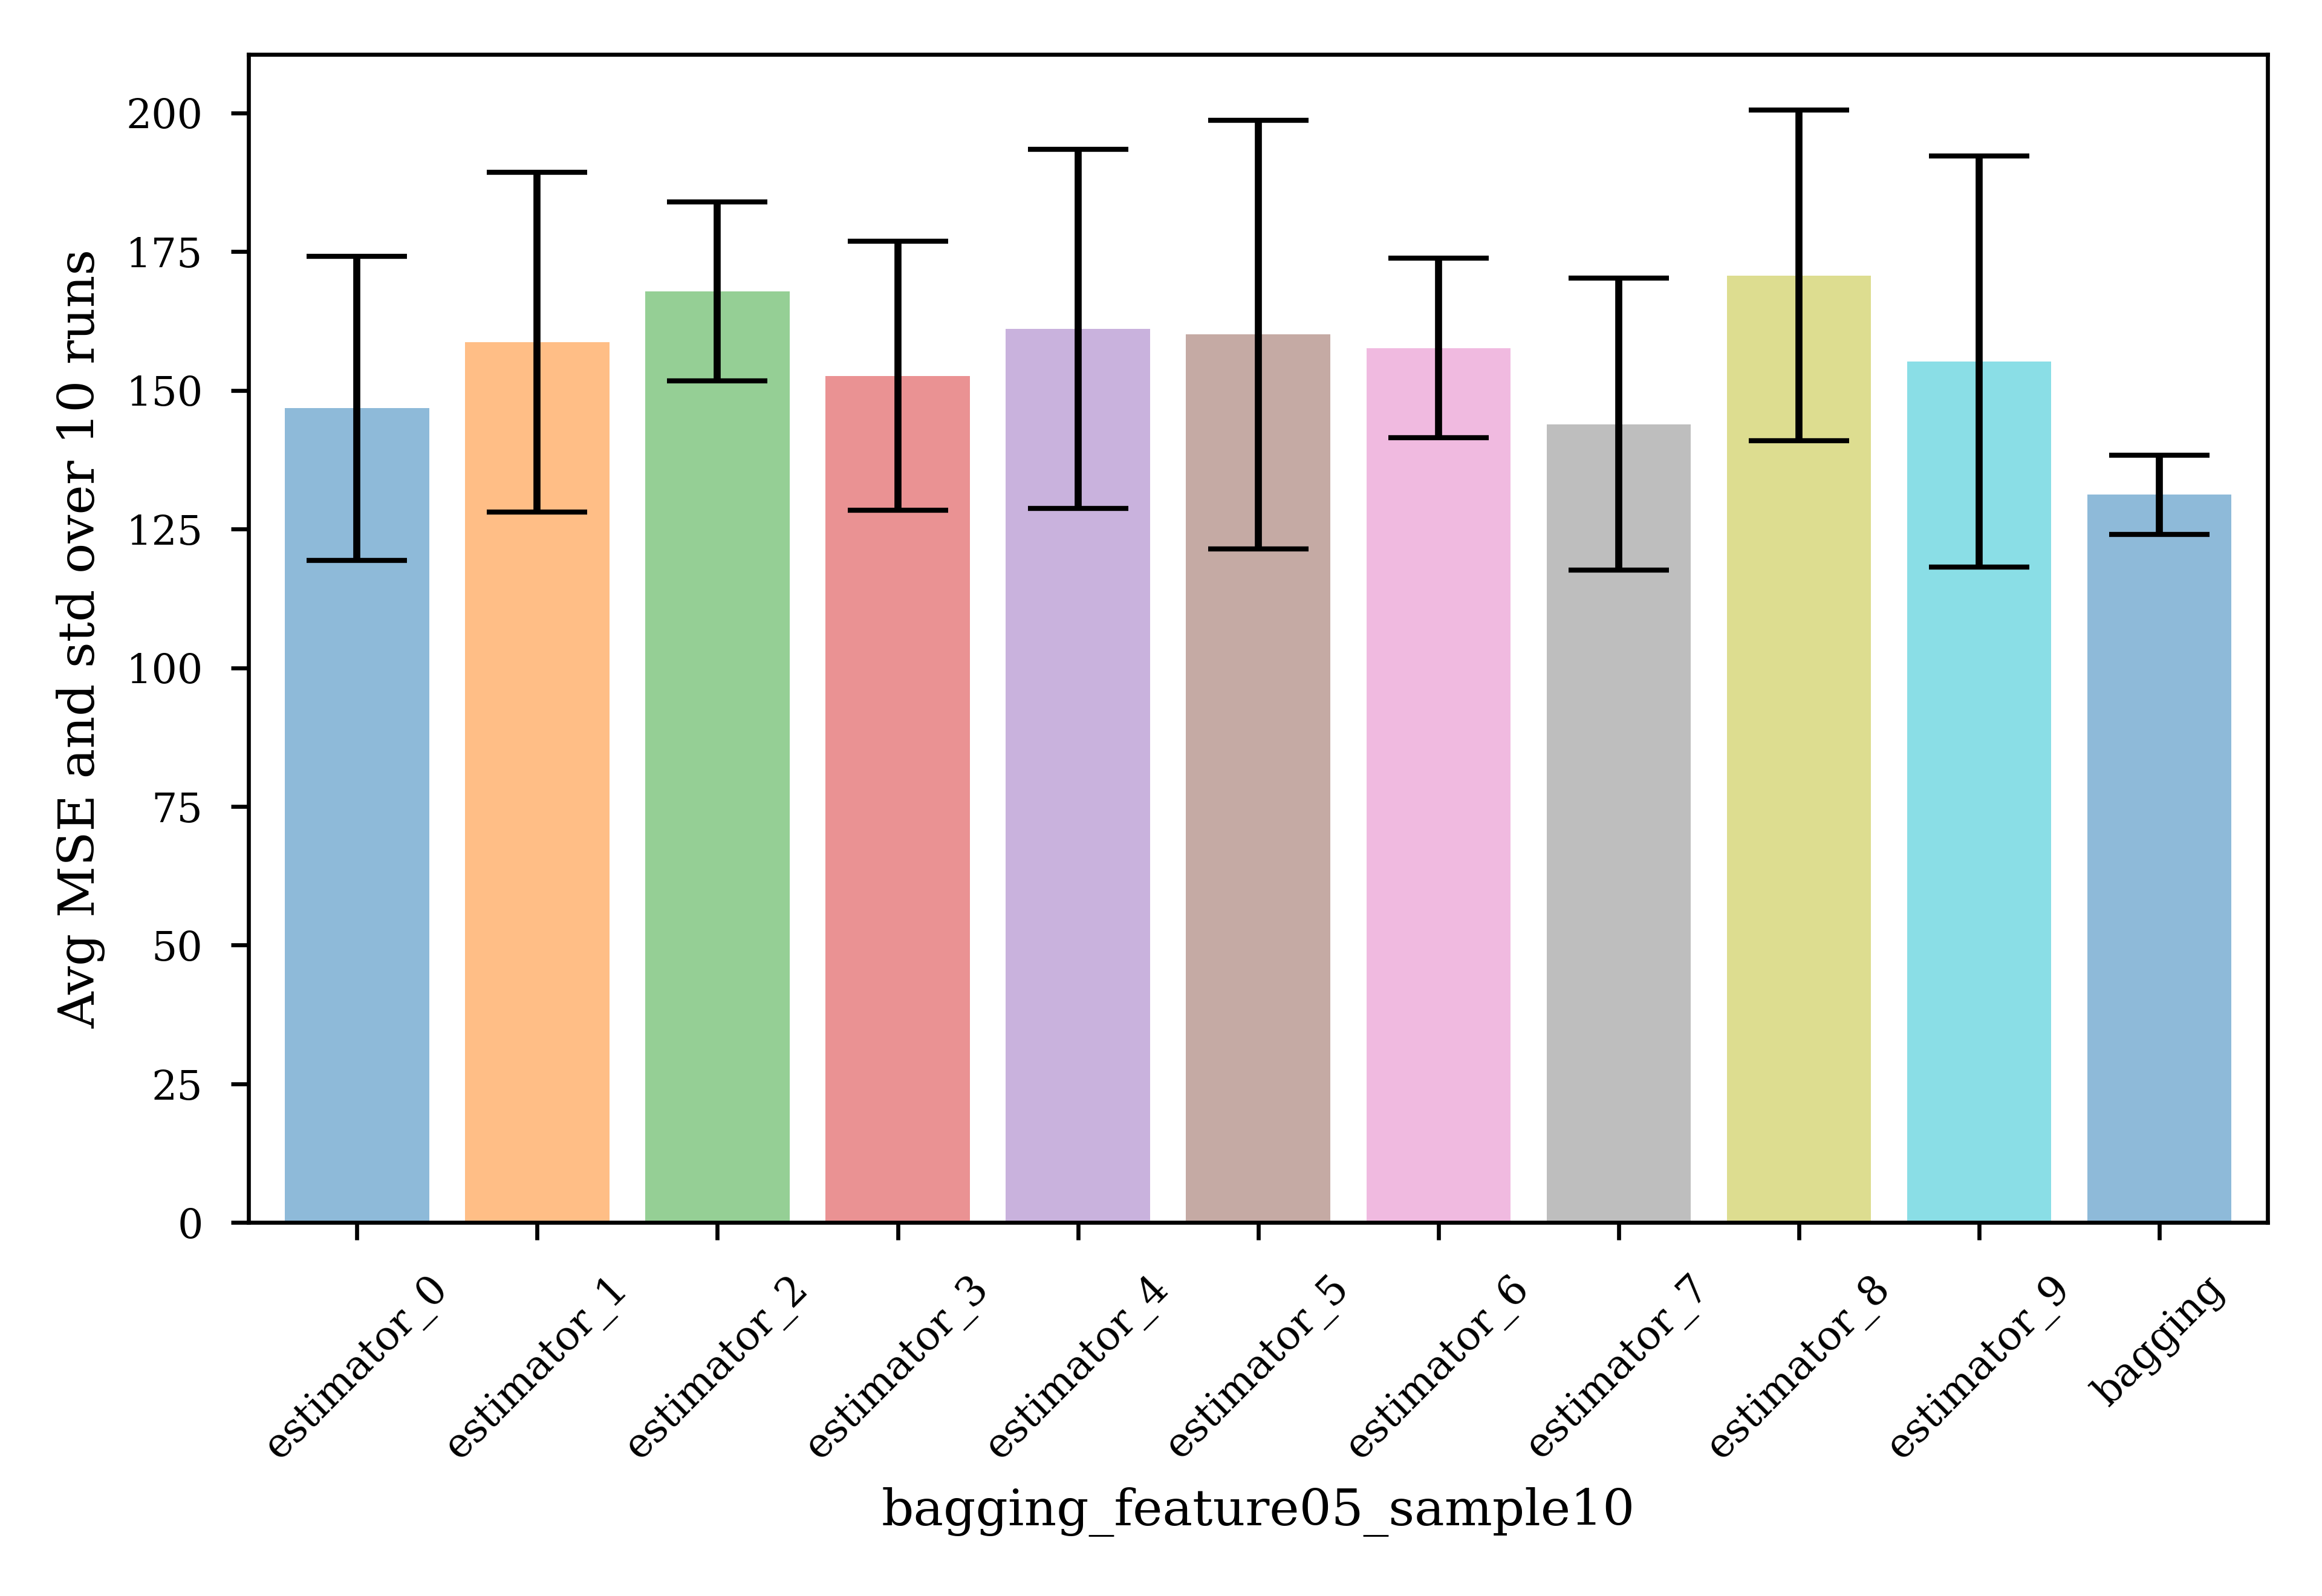 Avg MSE and std over 10 runs
200
175
150
125
100
75
50
25
0
estimator_0
estimator_1
estimator_2
estimator_3
estimator_4
estimator_5
estimator_6
estimator_7
estimator_8
estimator_9
bagging
bagging_feature05_sample10